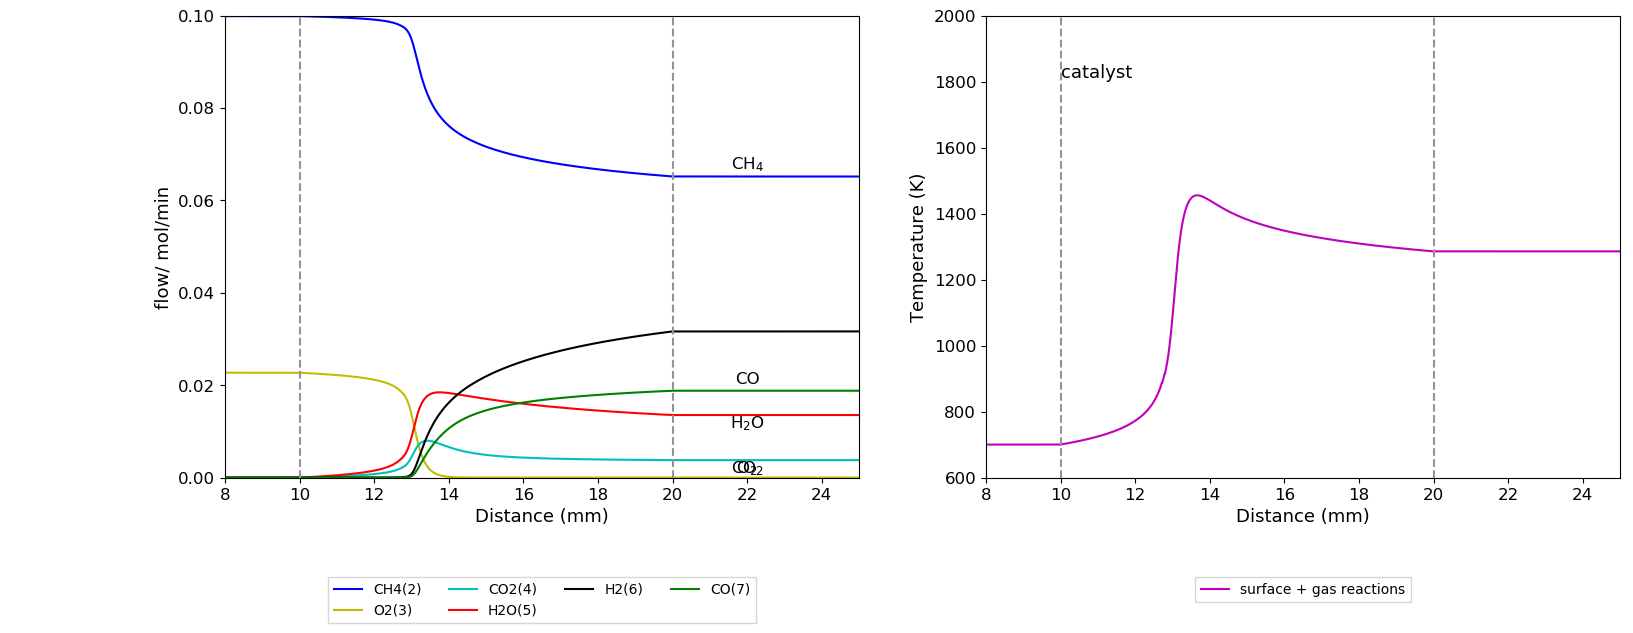 0.10
0.08
0.06
0.04
0.02
0.00
flow/ mol/min
CH₄
CO
H₂O
CO₂
O₂
8 10 12 14 16 18 20 22 24
Distance (mm)
CH4(2) CO2(4) H2(6) CO(7)
O2(3) H2O(5)
2000
1800
1600
1400
1200
1000
800
600
Temperature (K)
catalyst
8 10 12 14 16 18 20 22 24
Distance (mm)
surface + gas reactions